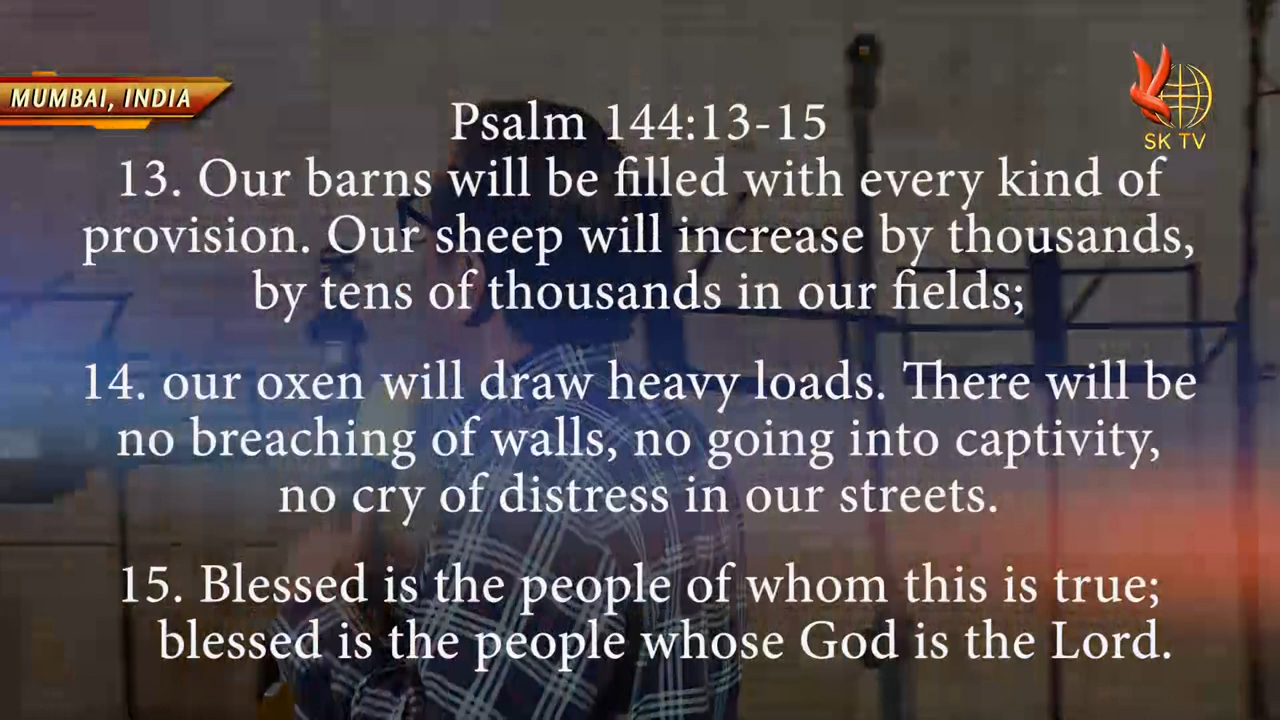 MUMBAI, INDIA
SK TV
Psalm 144:13-15
13. Our barns will be filled with every kind of
provision. Our sheep will increase by thousands,
by tens of thousands in our fields;
14. our oxen will draw heavy loads. There will be
no breaching of walls, no going into captivity,
no cry of distress in our streets.
15. Blessed is the people of whom this is true;
blessed is the people whose God is the Lord.